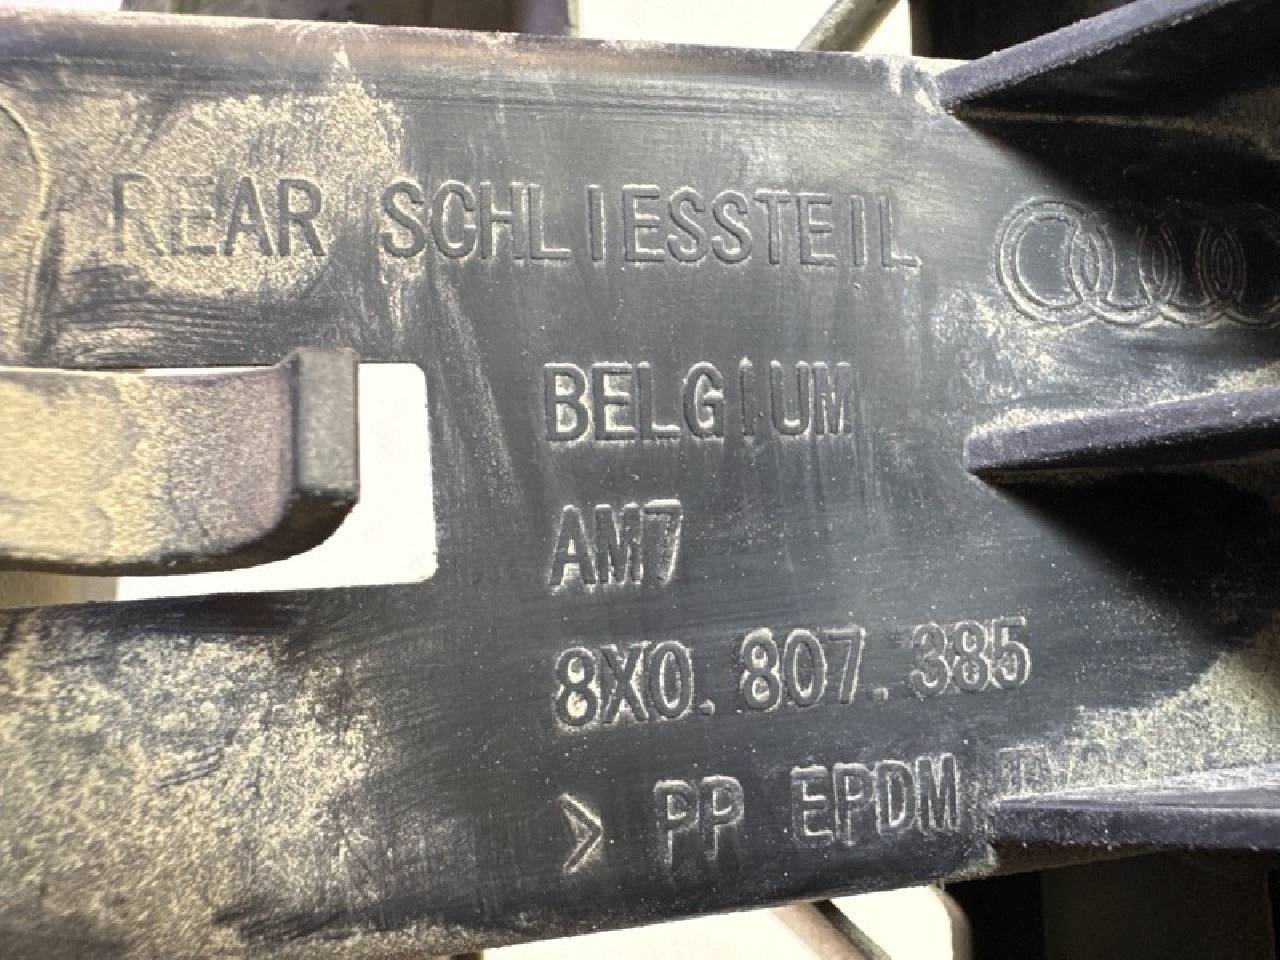 REAR SCHLIESSTEIL
BELGIUM
AM7
8X0.807.385
> PP EPDM